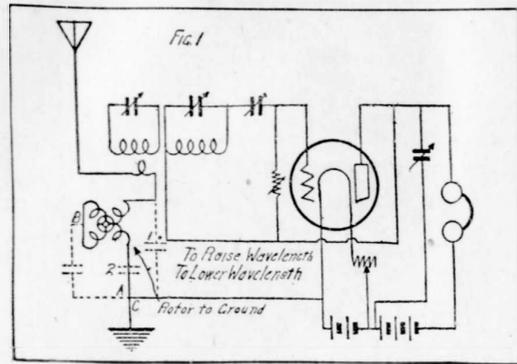 Fig. 1
B
1
To Raise Wavelength
To Lower Wavelength
2
A
C
Rotor to Ground